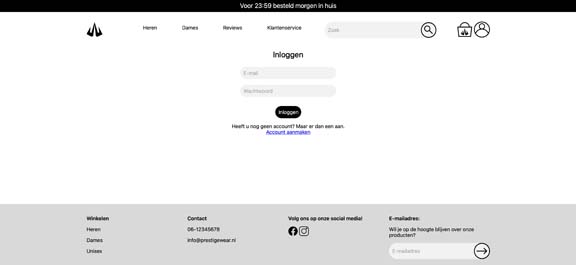 Voor 23:59 besteld morgen in huis
Heren Dames Reviews Klantenservice Zoek
Inloggen
E-mail
Wachtwoord
Inloggen
Heeft u nog geen account? Maar er dan een aan.
Account aanmaken
Winkelen
Heren
Dames
Unises
Contact
06-12345678
info@prestigewear.nl
Volg ons op onze social media!
E-mailadres:
Wil je op de hoogte blijven over onze
producten?
E-mailadres